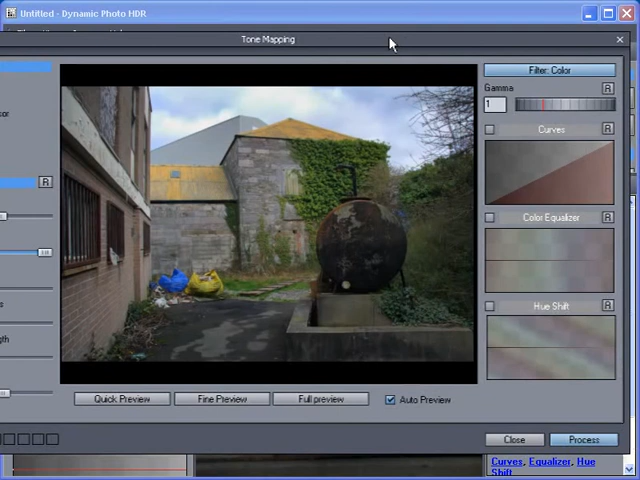 Untitled - Dynamic Photo HDR
Tone Mapping
Filter: Color
Gamma
R
1
Curves
R
R
Color Equalizer
R
Hue Shift
R
Quick Preview
Fine Preview
Full preview
Auto Preview
Close
Process
Curves, Equalizer, Hue
Shift